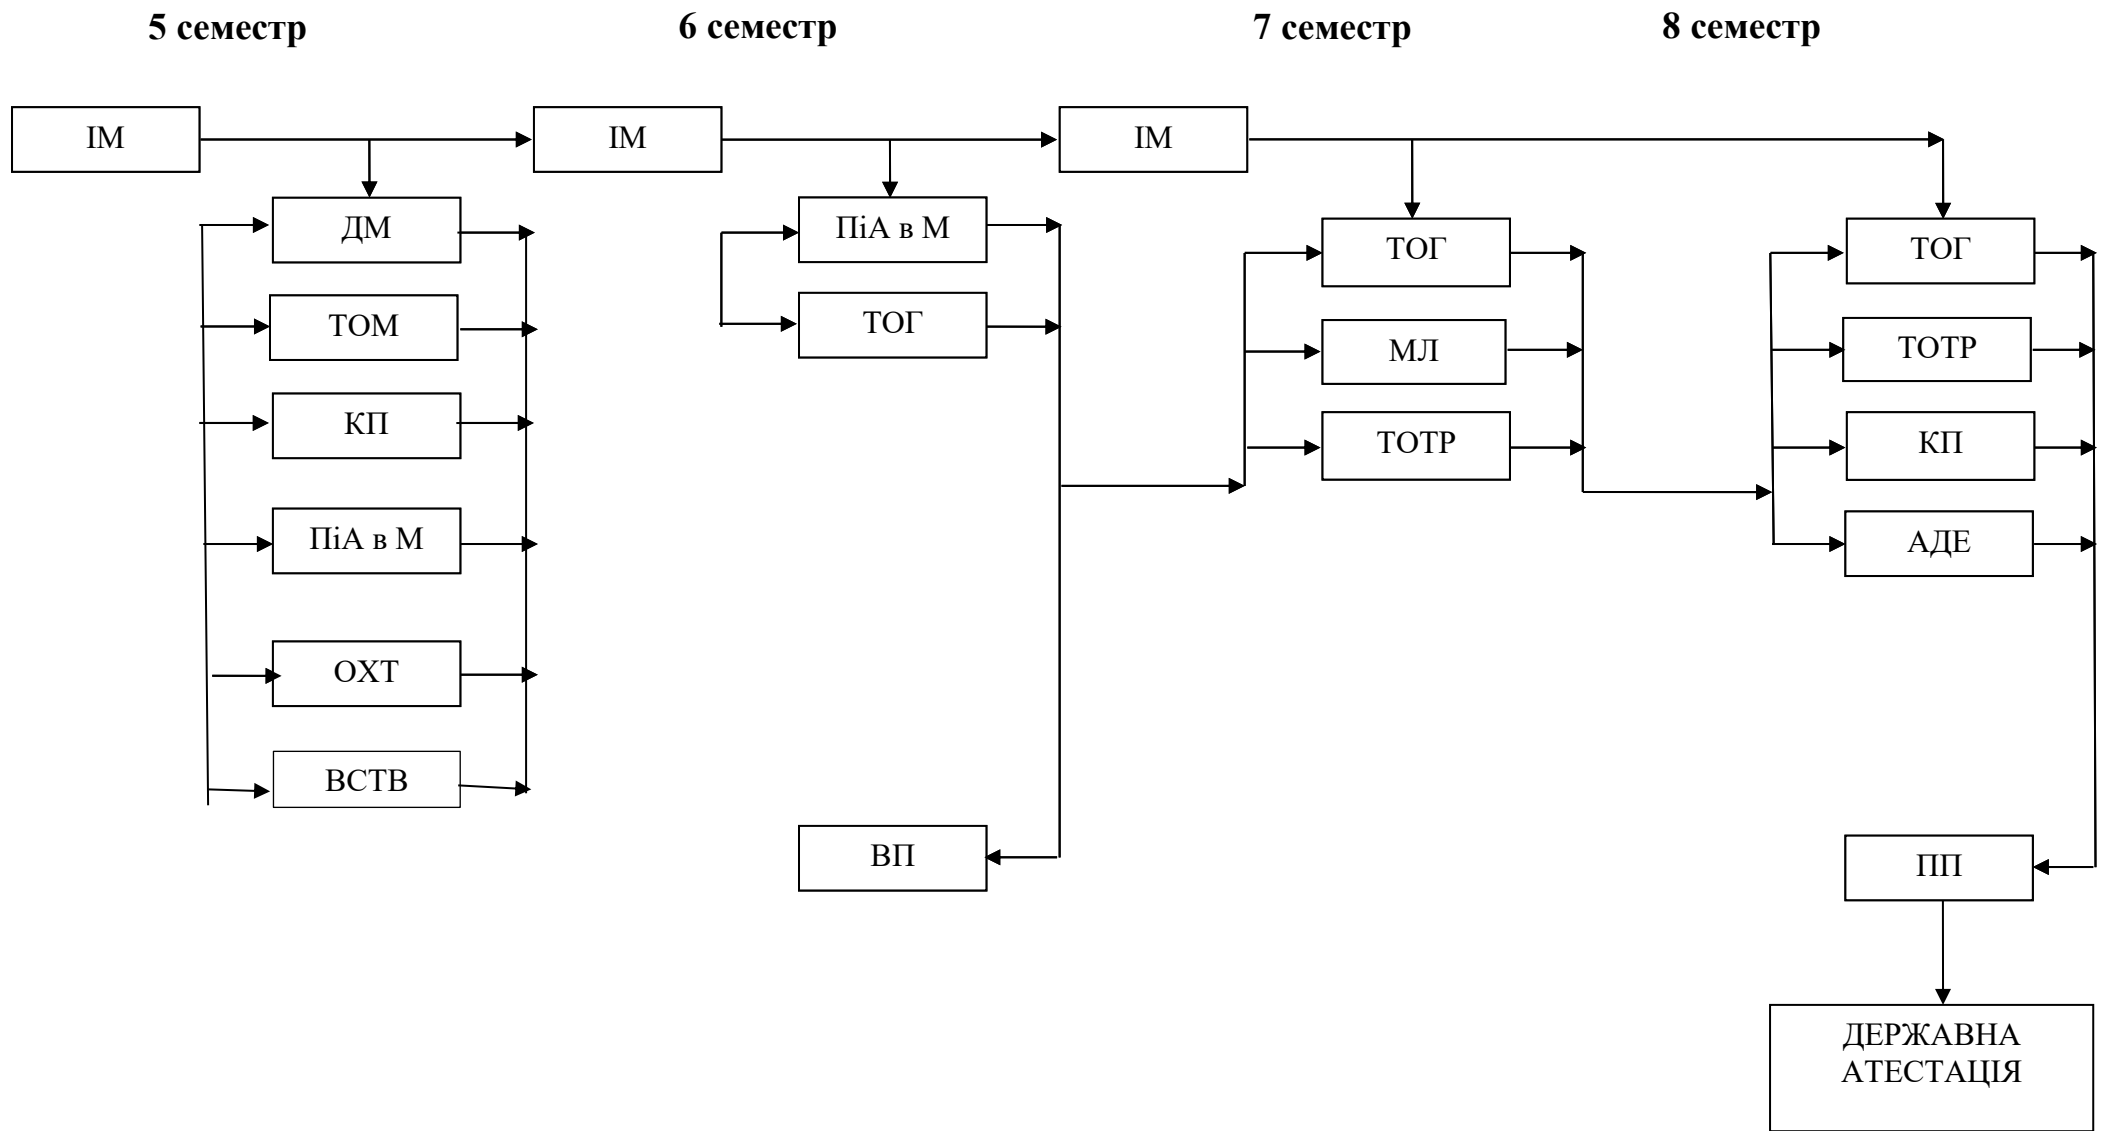 5 семестр
6 семестр
7 семестр
8 семестр
ІМ
ІМ
ІМ
ДМ
ТОМ
КП
ПіА в М
ОХТ
ВСТВ
ПіА в М
ТОГ
ВП
ТОГ
МЛ
ТОТР
ТОГ
ТОТР
КП
АДЕ
ПП
ДЕРЖАВНА
АТЕСТАЦІЯ